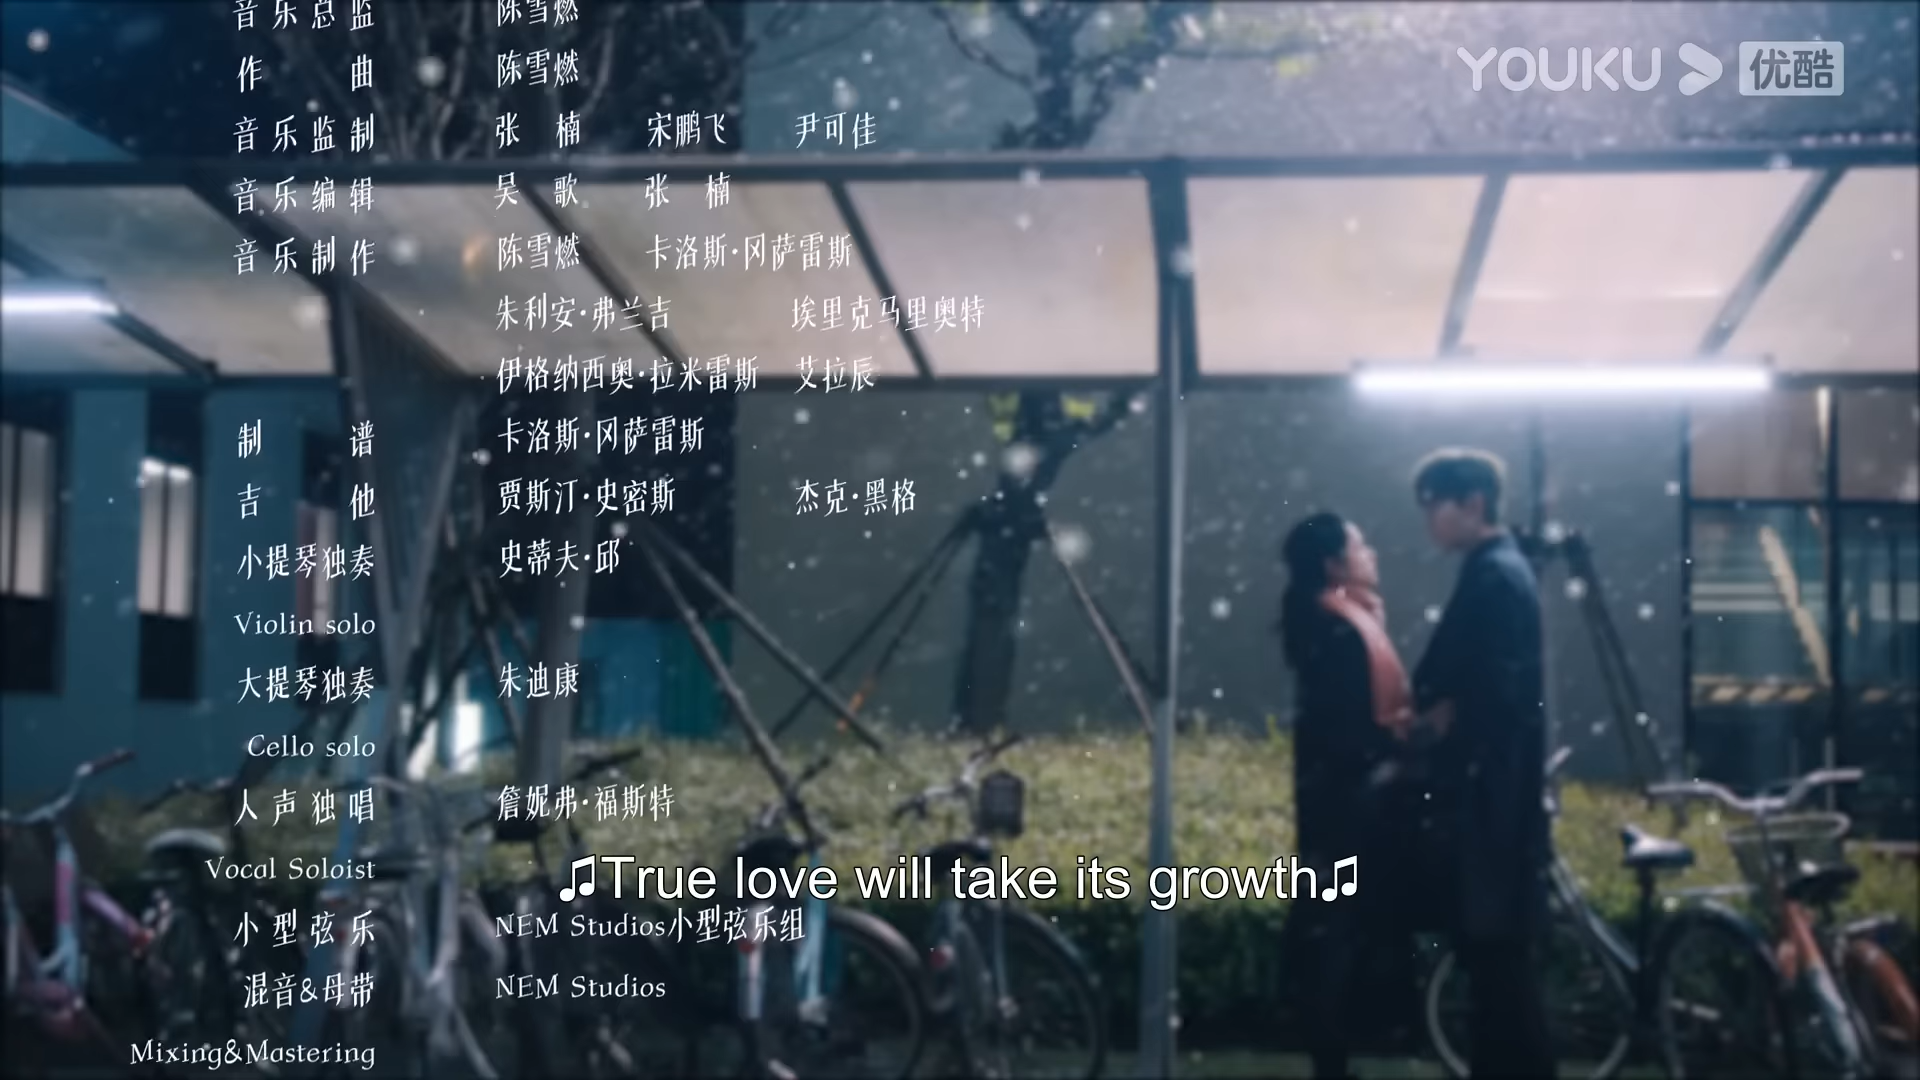 音乐总监 陈雪燃
YOUKU 优酷
作曲 陈雪燃
音乐监制 张楠 宋鹏飞 尹可佳
音乐编辑 吴歌 张楠
音乐制作 陈雪燃 卡洛斯·冈萨雷斯
朱利安·弗兰吉 埃里克马里奥特
伊格纳西奥·拉米雷斯 艾拉辰
制谱 卡洛斯·冈萨雷斯
吉他 贾斯汀·史密斯 杰克·黑格
小提琴独奏 史蒂夫·邱
Violin solo
大提琴独奏 朱迪康
Cello solo
人声独唱 詹妮弗·福斯特
Vocal Soloist
♫True love will take its growth♫
小型弦乐 NEM Studios小型弦乐组
混音&母带 NEM Studios
Mixing&Mastering